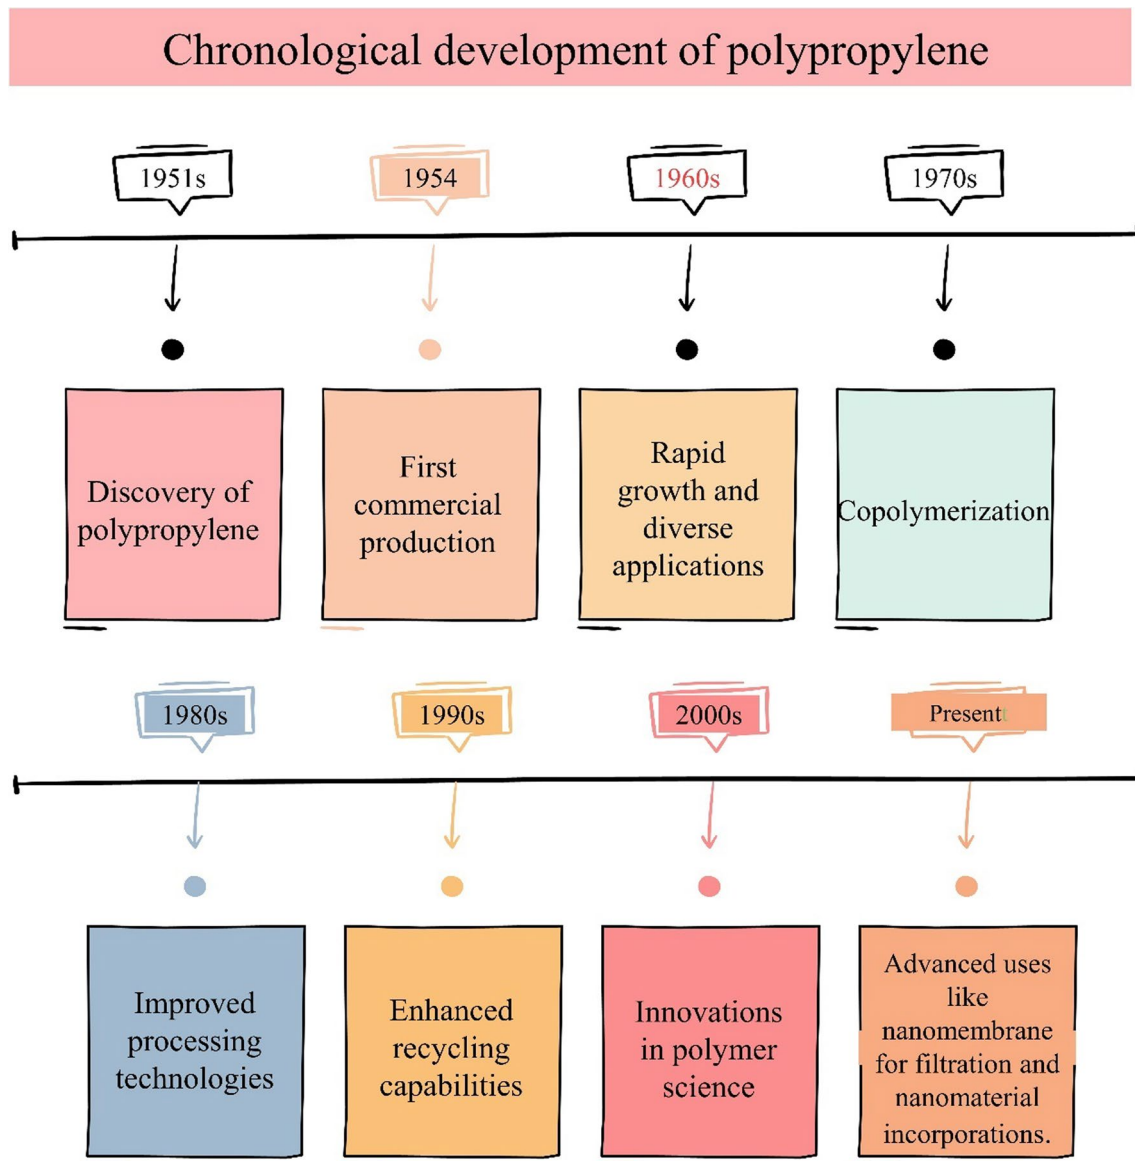 Chronological development of polypropylene
1951s
1954
1960s
1970s
Discovery of
polypropylene
First
commercial
production
Rapid
growth and
diverse
applications
Copolymerization
1980s
1990s
2000s
Presentt
Improved
processing
technologies
Enhanced
recycling
capabilities
Innovations
in polymer
science
Advanced uses
like
nanomembrane
for filtration and
nanomaterial
incorporations.